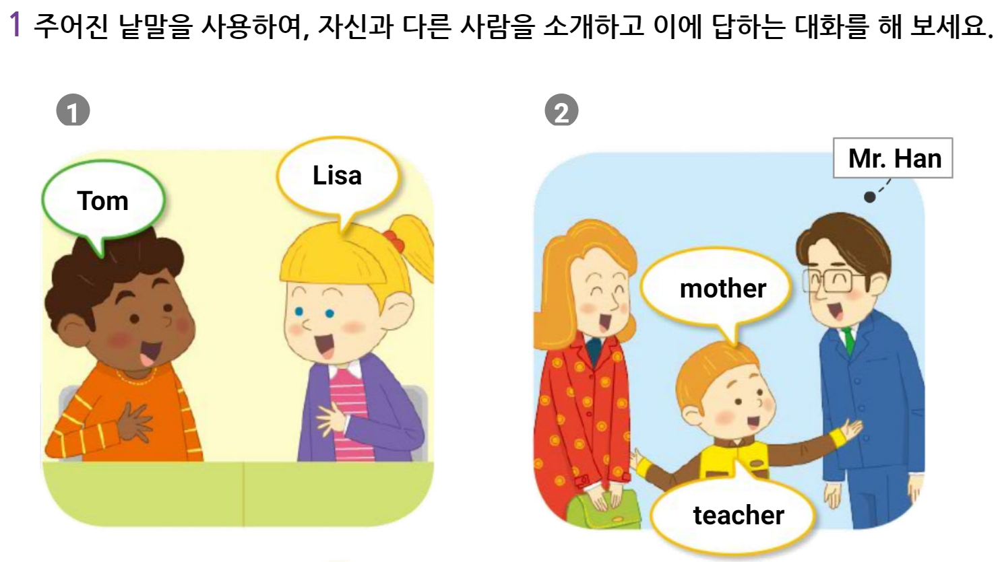 1 주어진 낱말을 사용하여, 자신과 다른 사람을 소개하고 이에 답하는 대화를 해 보세요.
1
Tom
Lisa
2
Mr. Han
mother
teacher